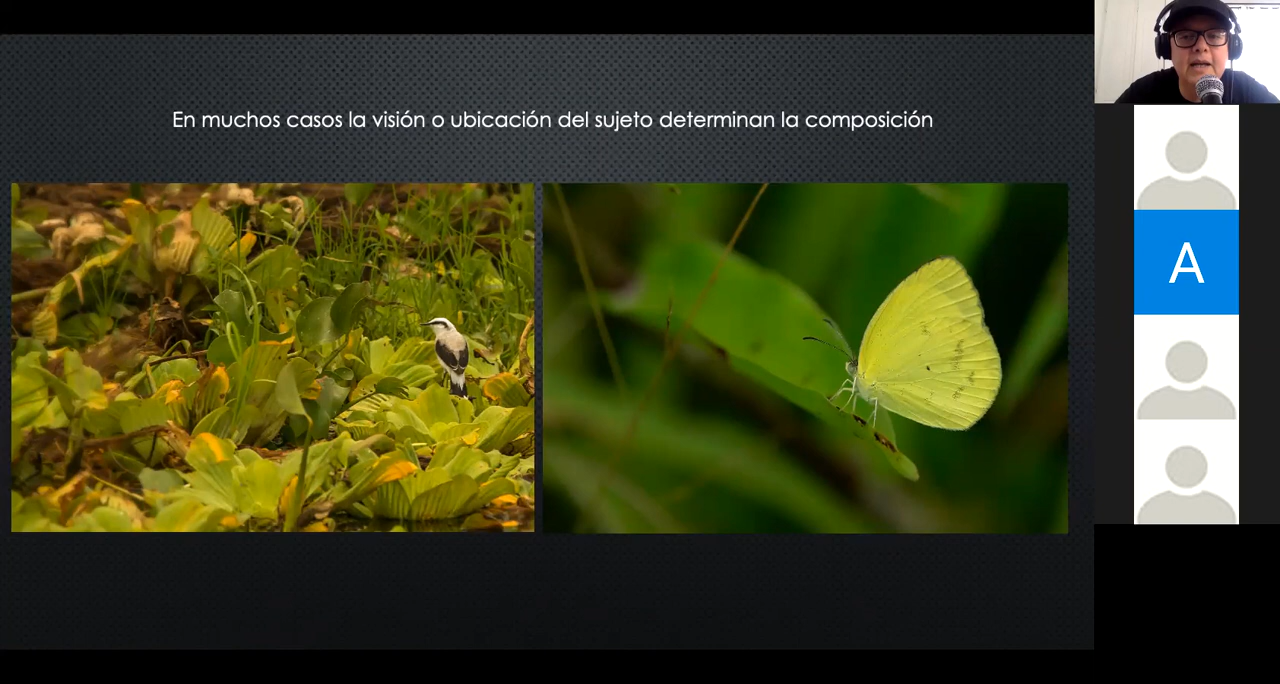 En muchos casos la visión o ubicación del sujeto determinan la composición
A